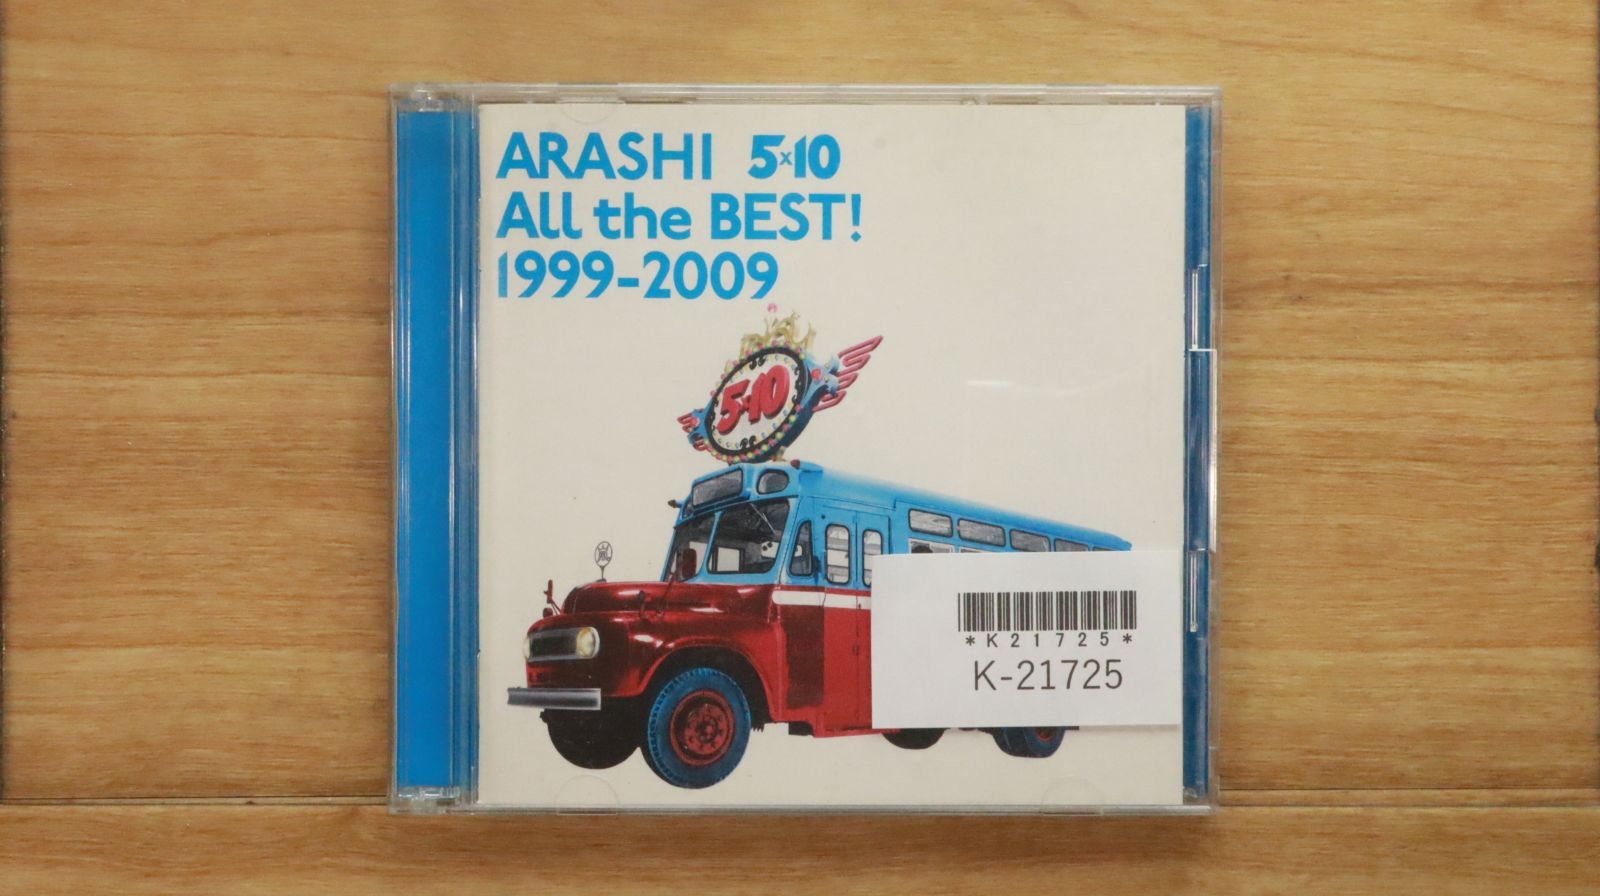 ARASHI 5×10
All the BEST!
1999-2009
5×10
*K21725*
K-21725